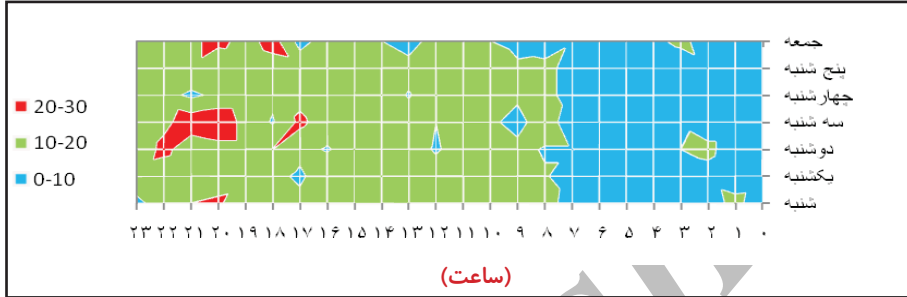 جمعه
پنج شنبه
چهارشنبه
سه شنبه
دوشنبه
یکشنبه
شنبه
20-30
10-20
0-10
۲۳ ۲۲ ۲۱ ۲۰ ۱۹ ۱۸ ۱۷ ۱۶ ۱۵ ۱۴ ۱۳ ۱۲ ۱۱ ۱۰ ۹ ۸ ۷ ۶ ۵ ۴ ۳ ۲ ۱ ۰
(ساعت)